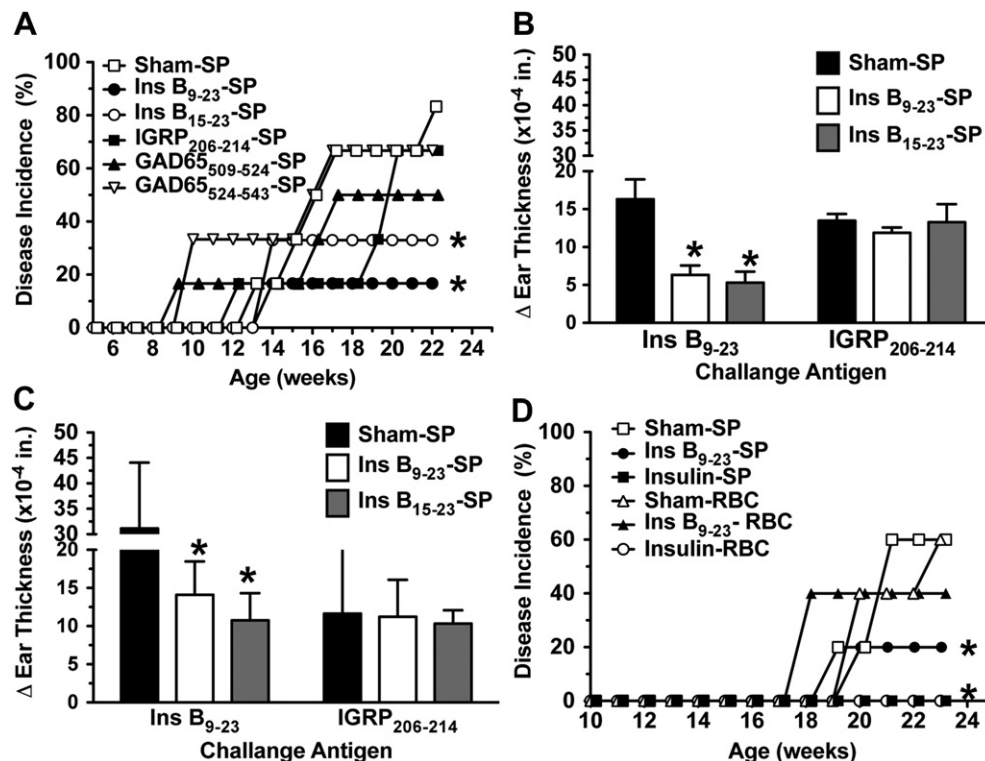 A
Disease Incidence (%)
100
80
60
40
20
0
Sham-SP
Ins B9-23-SP
Ins B15-23-SP
IGRP206-214-SP
GAD65509-524-SP
GAD65524-543-SP
*
*
6 8 10 12 14 16 18 20 22 24
Age (weeks)
B
Δ Ear Thickness (x10-4 in.)
50
45
40
35
30
25
20
15
10
5
0
Sham-SP
Ins B9-23-SP
Ins B15-23-SP
* *
Ins B9-23 IGRP206-214
Challange Antigen
C
Δ Ear Thickness (x10-4 in.)
50
45
40
35
30
25
20
15
10
5
0
Sham-SP
Ins B9-23-SP
Ins B15-23-SP
* *
Ins B9-23 IGRP206-214
Challange Antigen
D
Disease Incidence (%)
100
80
60
40
20
0
Sham-SP
Ins B9-23-SP
Insulin-SP
Sham-RBC
Ins B9-23- RBC
Insulin-RBC
*
*
10 12 14 16 18 20 22 24
Age (weeks)